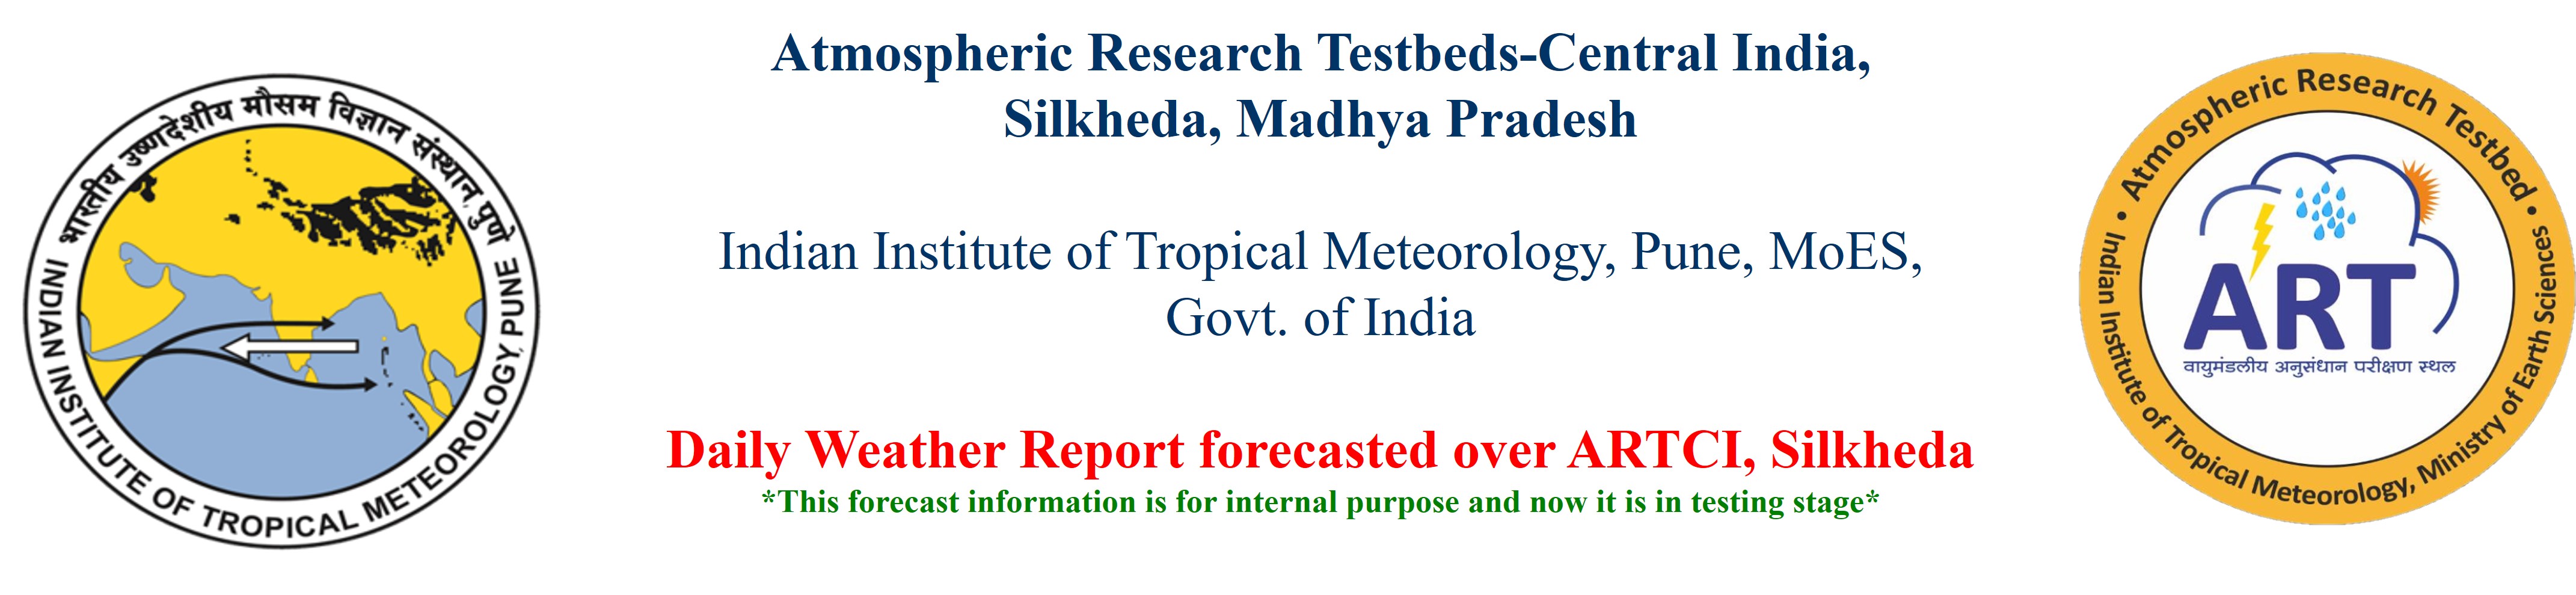 भारतीय उष्णदेशीय मौसम विज्ञान संस्थान, पुणे
INDIAN INSTITUTE OF TROPICAL METEOROLOGY, PUNE
Atmospheric Research Testbeds-Central India,
Silkheda, Madhya Pradesh
Indian Institute of Tropical Meteorology, Pune, MoES,
Govt. of India
Daily Weather Report forecasted over ARTCI, Silkheda
*This forecast information is for internal purpose and now it is in testing stage*
• Atmospheric Research Testbed •
Indian Institute of Tropical Meteorology, Ministry of Earth Sciences
ART
वायुमंडलीय अनुसंधान परीक्षण स्थल